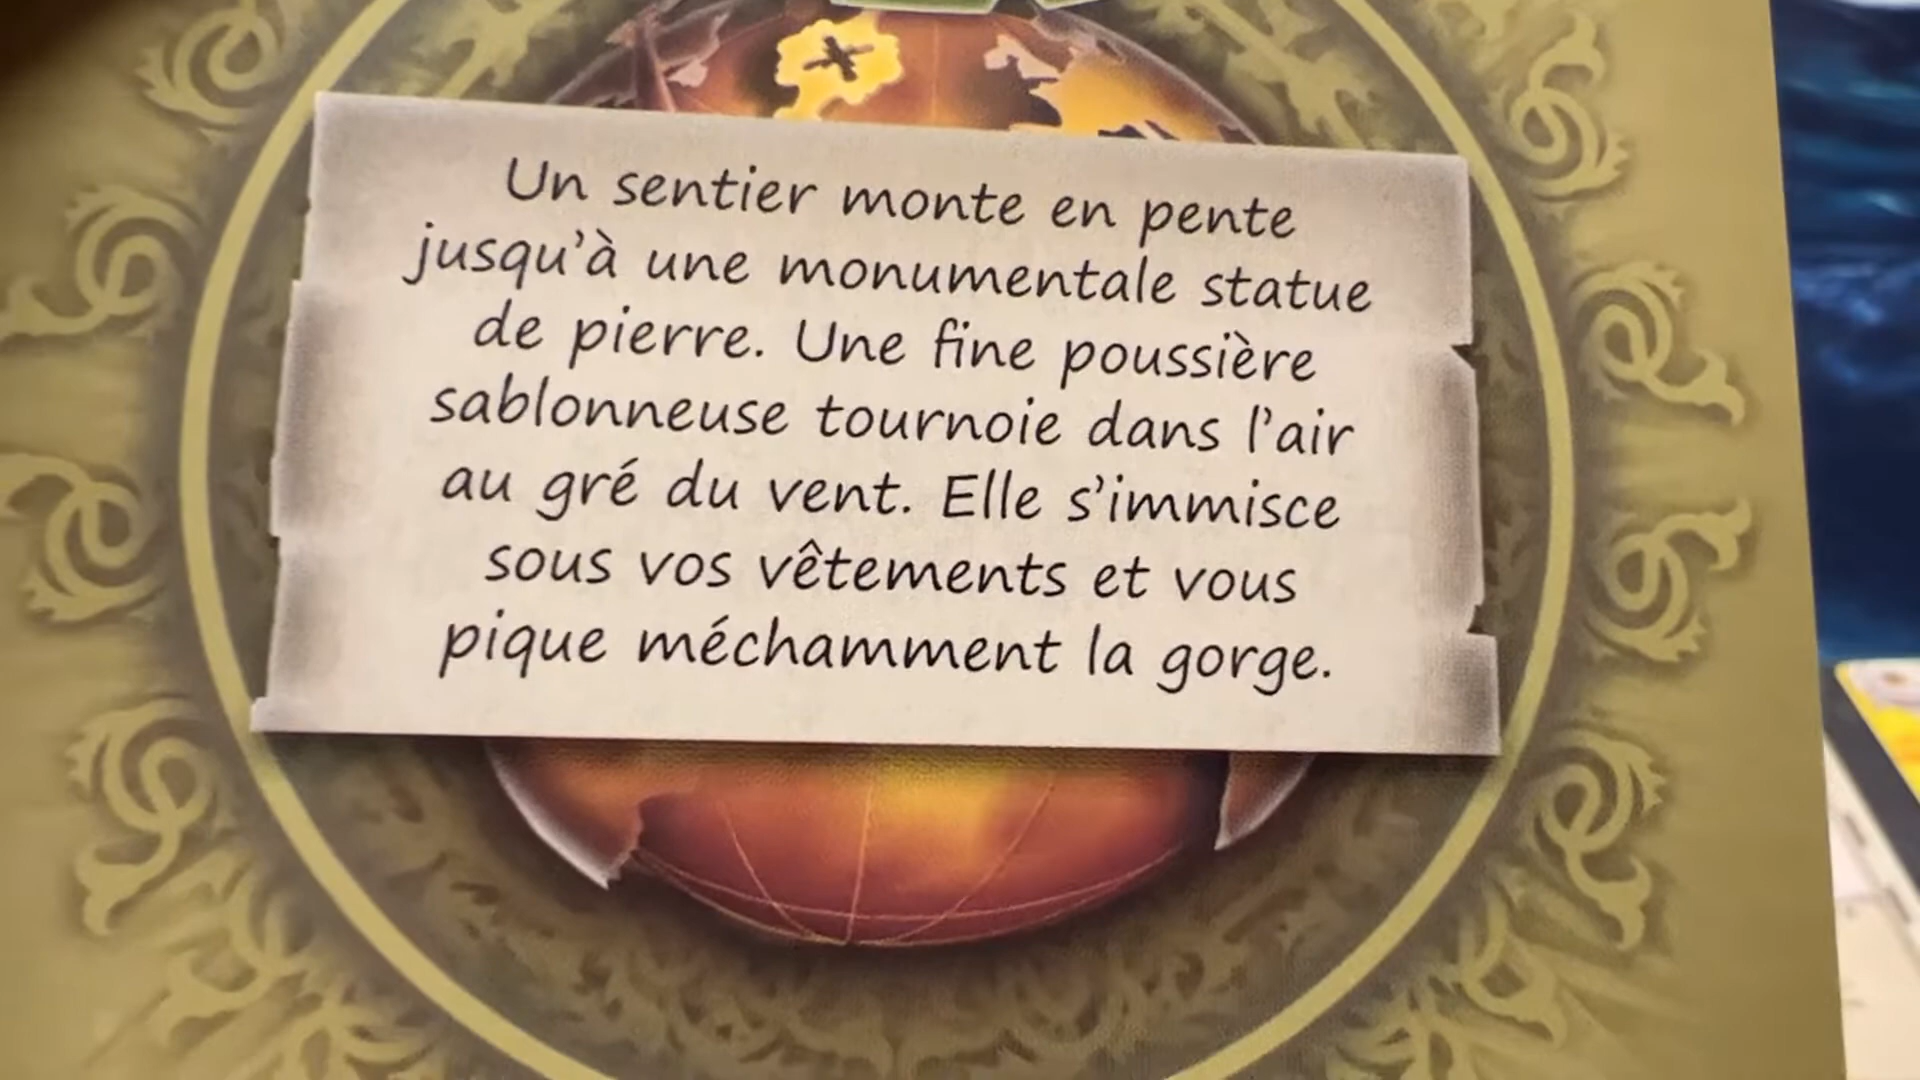 Un sentier monte en pente
jusqu'à une monumentale statue
de pierre. Une fine poussière
sablonneuse tournoie dans l'air
au gré du vent. Elle s'immisce
sous vos vêtements et vous
pique méchamment la gorge.